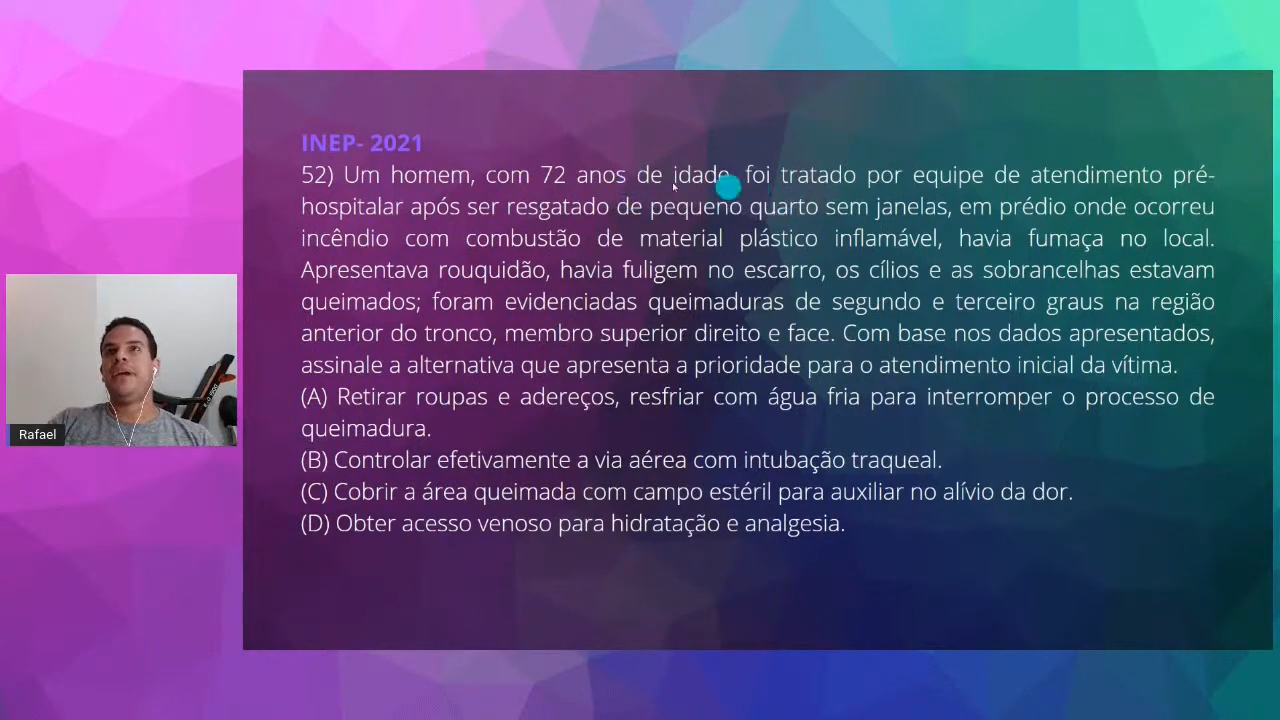 INEP- 2021
52) Um homem, com 72 anos de idade, foi tratado por equipe de atendimento pré-
hospitalar após ser resgatado de pequeno quarto sem janelas, em prédio onde ocorreu
incêndio com combustão de material plástico inflamável, havia fumaça no local.
Apresentava rouquidão, havia fuligem no escarro, os cílios e as sobrancelhas estavam
queimados; foram evidenciadas queimaduras de segundo e terceiro graus na região
anterior do tronco, membro superior direito e face. Com base nos dados apresentados,
assinale a alternativa que apresenta a prioridade para o atendimento inicial da vítima.
(A) Retirar roupas e adereços, resfriar com água fria para interromper o processo de
queimadura.
(B) Controlar efetivamente a via aérea com intubação traqueal.
(C) Cobrir a área queimada com campo estéril para auxiliar no alívio da dor.
(D) Obter acesso venoso para hidratação e analgesia.
Rafael